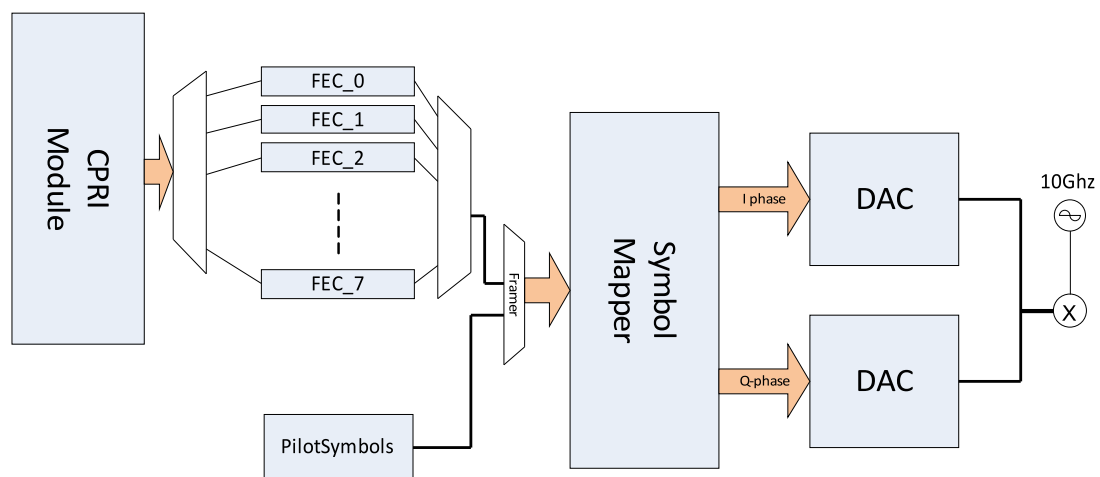 CPRI
Module
FEC_0
FEC_1
FEC_2
FEC_7
PilotSymbols
Framer
Symbol
Mapper
I phase
Q-phase
DAC
DAC
10Ghz
X